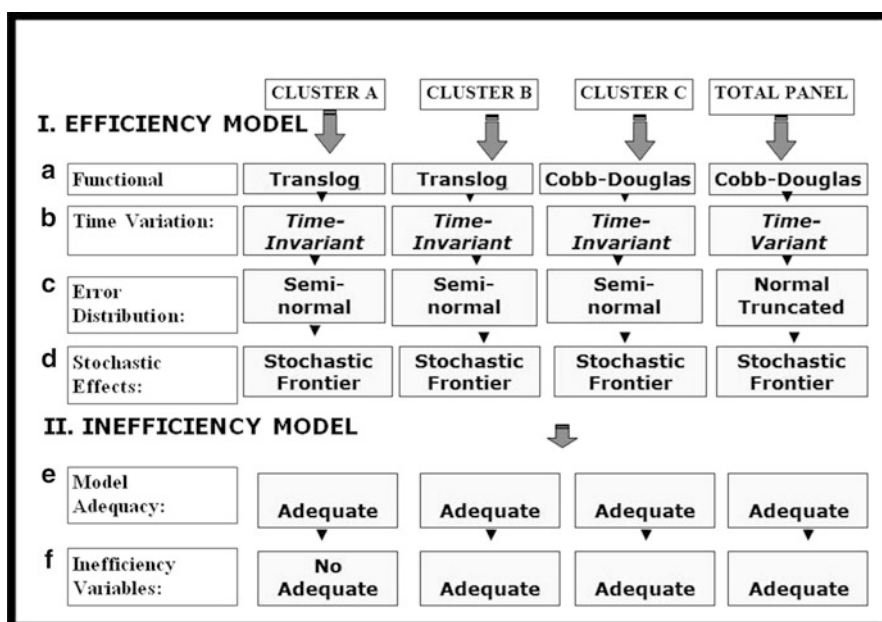 CLUSTER A CLUSTER B CLUSTER C TOTAL PANEL
I. EFFICIENCY MODEL
a Functional Translog Translog Cobb-Douglas Cobb-Douglas
b Time Variation: Time- Time- Time- Time-
Invariant Invariant Invariant Variant
c Error Semi- Semi- Semi- Normal
Distribution: normal normal normal Truncated
d Stochastic Stochastic Stochastic Stochastic Stochastic
Effects: Frontier Frontier Frontier Frontier
II. INEFFICIENCY MODEL
e Model
Adequacy: Adequate Adequate Adequate Adequate
f Inefficiency No
Variables: Adequate Adequate Adequate Adequate